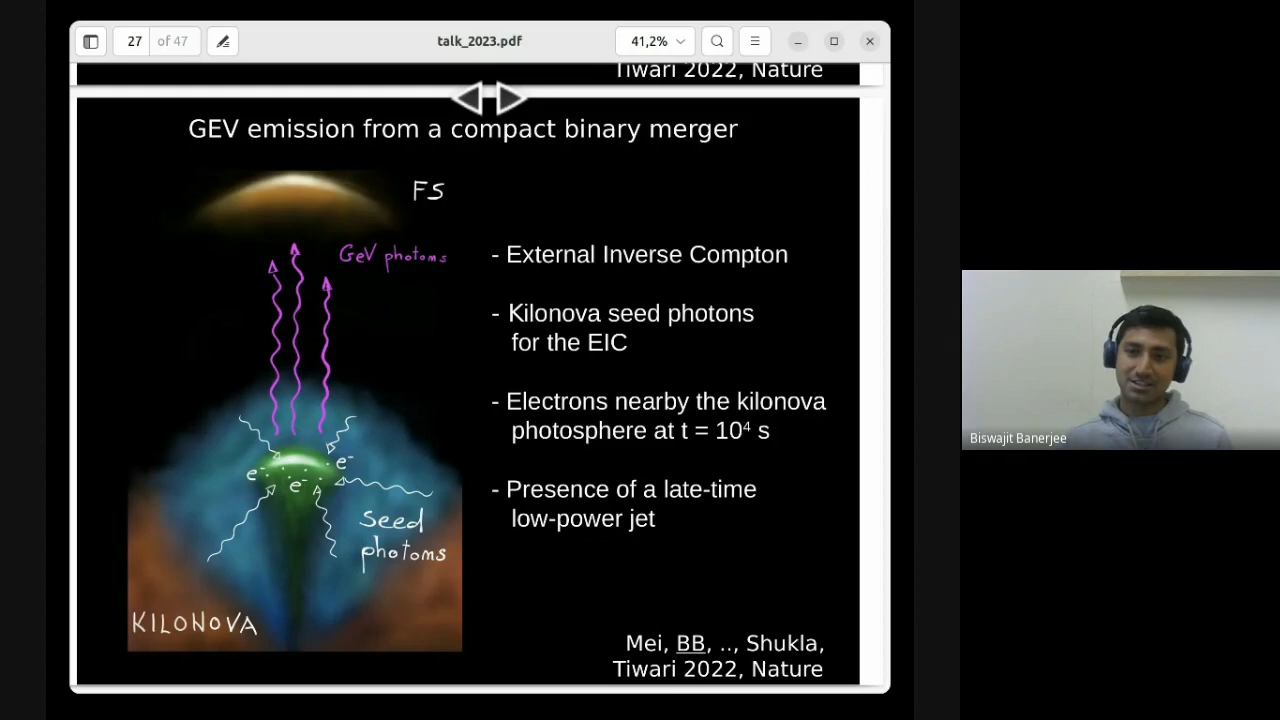 27 of 47
talk_2023.pdf
41,2%
Tiwari 2022, Nature
GEV emission from a compact binary merger
FS
GeV photons
- External Inverse Compton
- Kilonova seed photons
for the EIC
- Electrons nearby the kilonova
photosphere at t = 10⁴ s
- Presence of a late-time
low-power jet
e⁻
e⁻
e⁻
Seed
photons
KILONOVA
Mei, BB, .., Shukla,
Tiwari 2022, Nature
Biswajit Banerjee